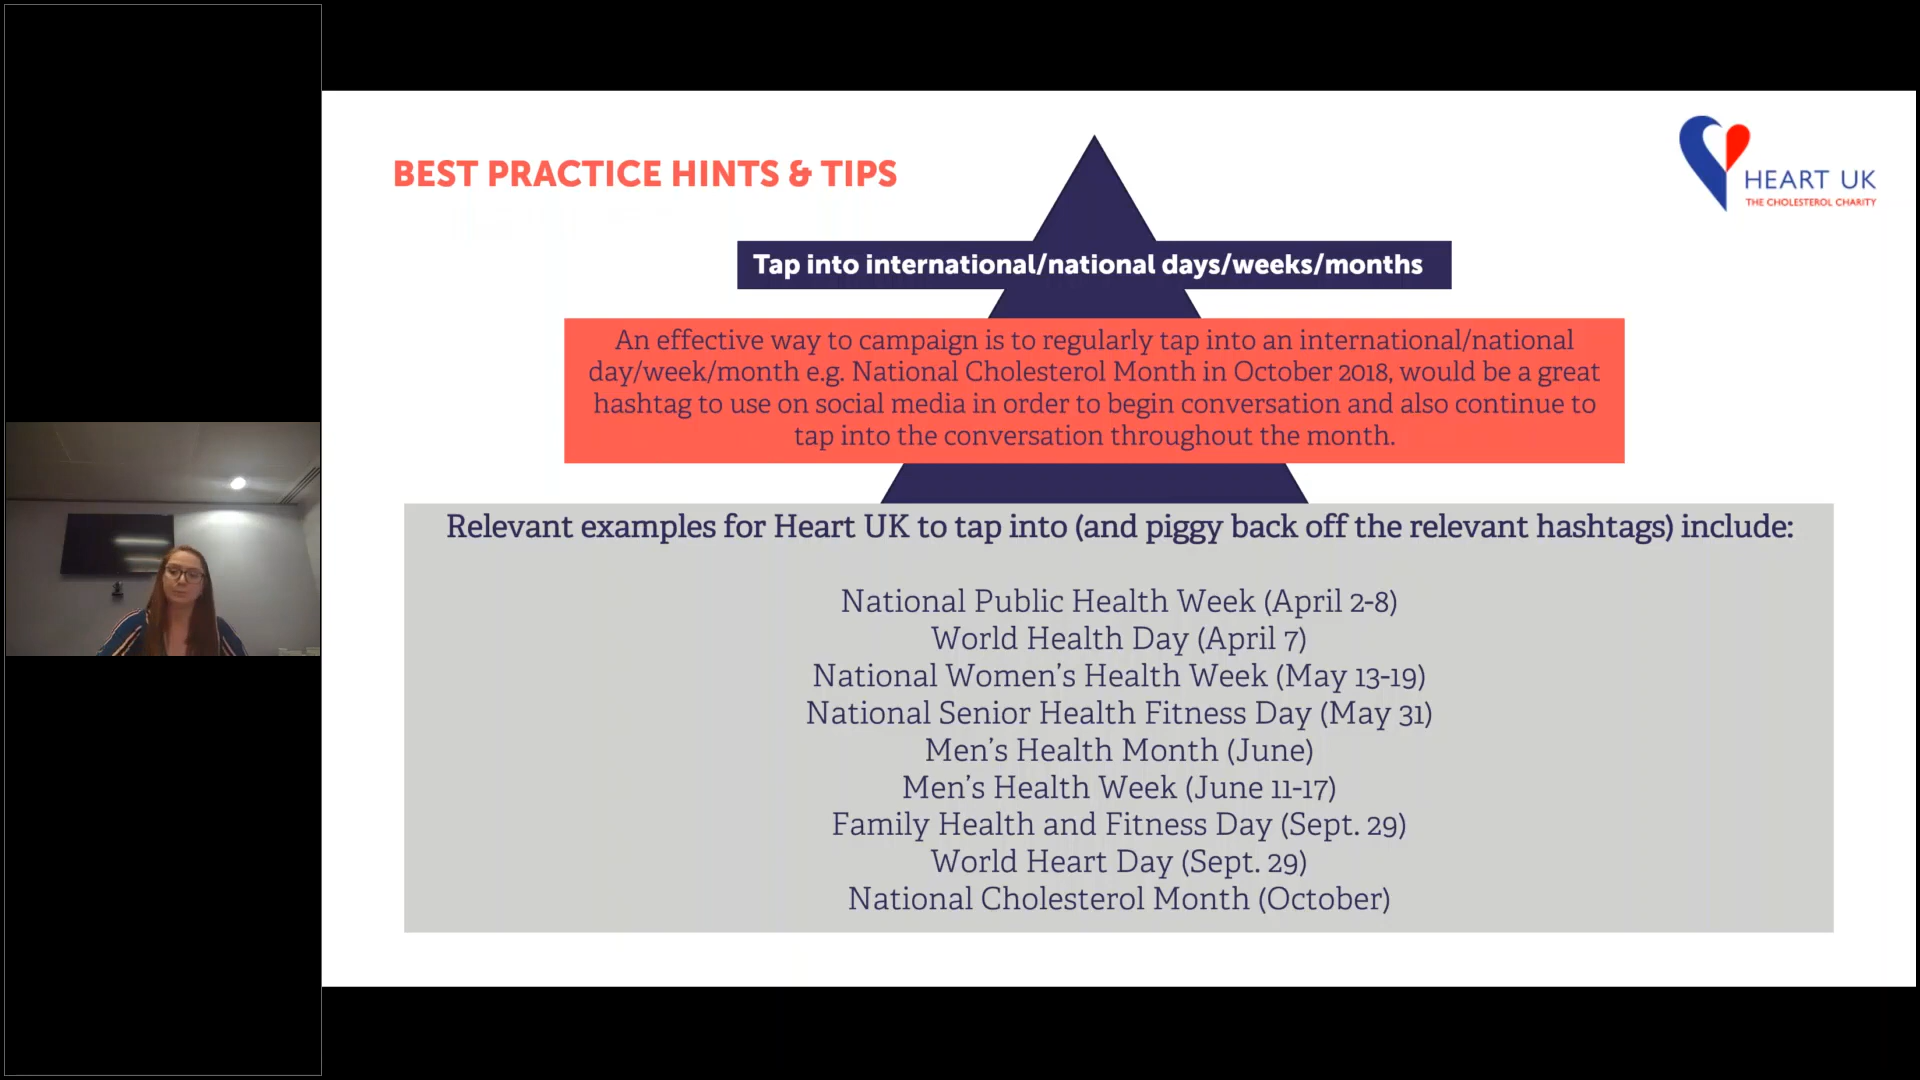 BEST PRACTICE HINTS & TIPS
HEART UK
THE CHOLESTEROL CHARITY
Tap into international/national days/weeks/months
An effective way to campaign is to regularly tap into an international/national
day/week/month e.g. National Cholesterol Month in October 2018, would be a great
hashtag to use on social media in order to begin conversation and also continue to
tap into the conversation throughout the month.
Relevant examples for Heart UK to tap into (and piggy back off the relevant hashtags) include:
National Public Health Week (April 2-8)
World Health Day (April 7)
National Women's Health Week (May 13-19)
National Senior Health Fitness Day (May 31)
Men's Health Month (June)
Men's Health Week (June 11-17)
Family Health and Fitness Day (Sept. 29)
World Heart Day (Sept. 29)
National Cholesterol Month (October)